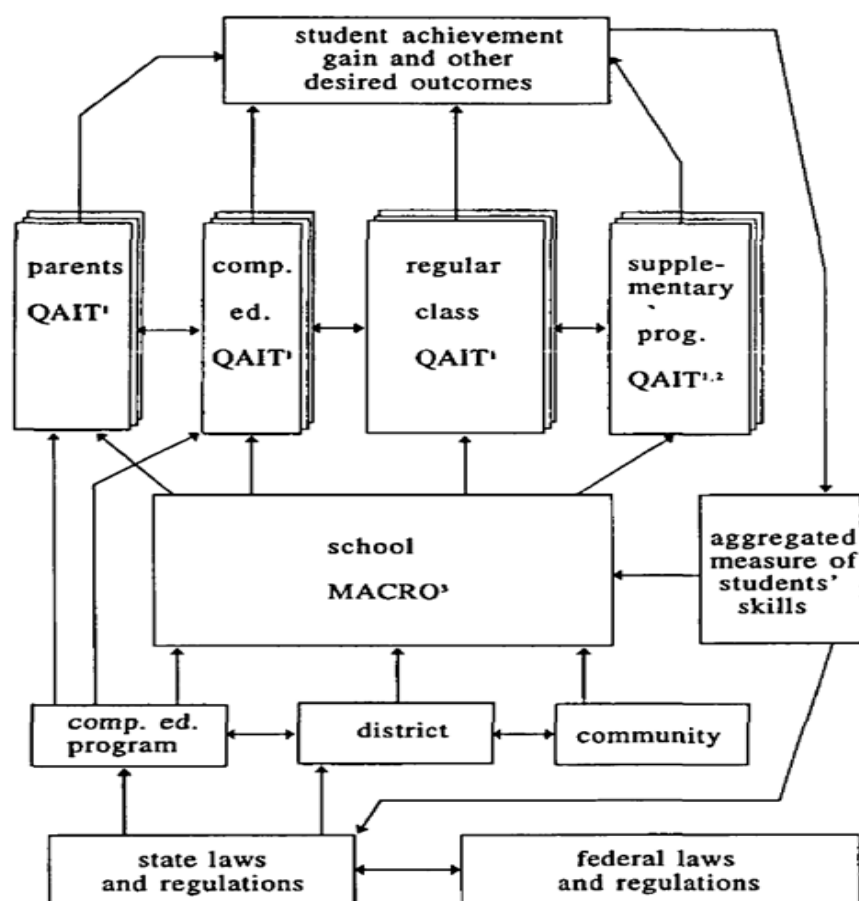 student achievement
gain and other
desired outcomes
parents
QAIT¹
comp.
ed.
QAIT¹
regular
class
QAIT¹
supple-
mentary
prog.
QAIT¹,²
school
MACRO³
aggregated
measure of
students'
skills
comp. ed.
program
district
community
state laws
and regulations
federal laws
and regulations